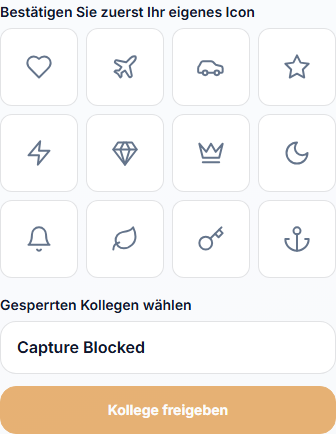 Bestätigen Sie zuerst Ihr eigenes Icon
Gesperrten Kollegen wählen
Capture Blocked
Kollege freigeben